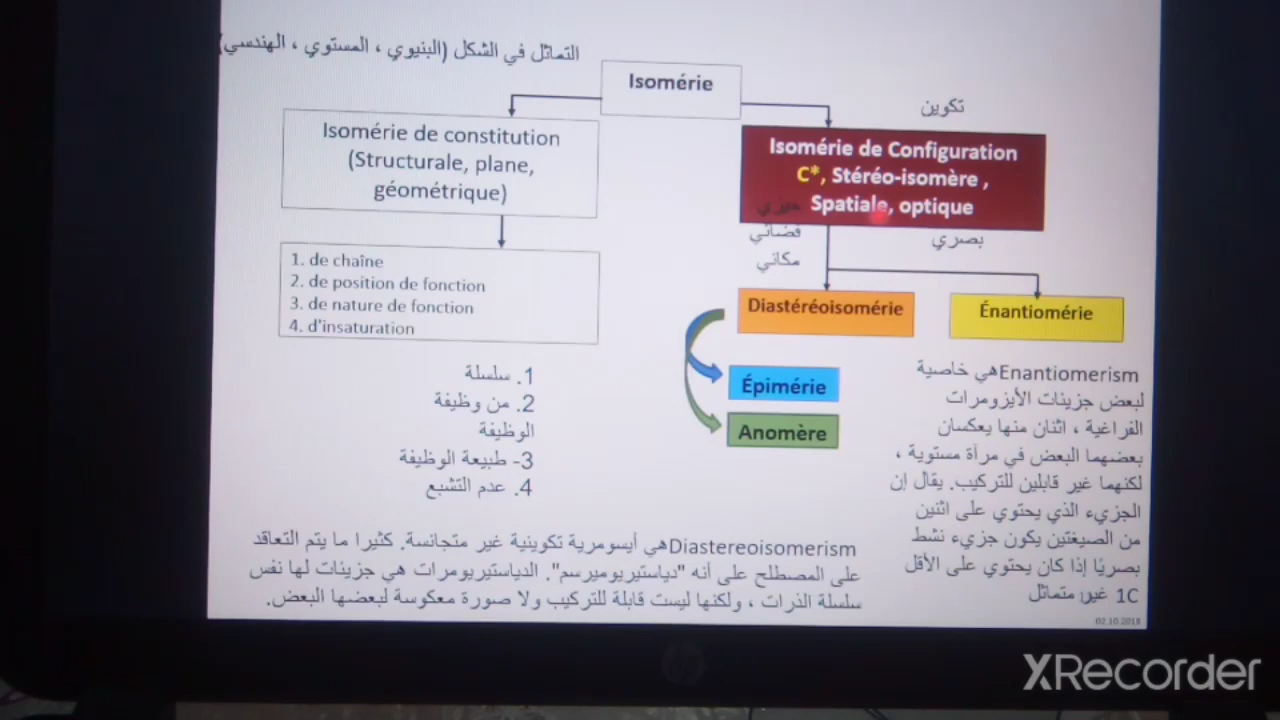 التماثل في الشكل (البنيوي ، المستوي ، الهندسي)
Isomérie
Isomérie de constitution
(Structurale, plane,
géométrique)
1. de chaîne
2. de position de fonction
3. de nature de fonction
4. d'insaturation
1. سلسلة
2. من وظيفة
الوظيفة
3- طبيعة الوظيفة
4. عدم التشبع
تكوين
Isomérie de Configuration
C*, Stéréo-isomère ,
Spatiale, optique
فضائي
مكاني
بصري
Diastéréoisomérie
Énantiomérie
Épimérie
Anomère
Enantiomerismهي خاصية
لبعض جزيئات الأيزومرات
الفراغية ، اثنان منها يعكسان
بعضهما البعض في مرآة مستوية ،
لكنهما غير قابلين للتركيب. يقال إن
الجزيء الذي يحتوي على اثنين
من الصيغتين يكون جزيء نشط
بصريًا إذا كان يحتوي على الأقل
1C غير متماثل
Diastereoisomerismهي أيسومرية تكوينية غير متجانسة. كثيرا ما يتم التعاقد
على المصطلح على أنه "دياستيريوميرسم". الدياستيريومرات هي جزيئات لها نفس
سلسلة الذرات ، ولكنها ليست قابلة للتركيب ولا صورة معكوسة لبعضها البعض.
02.10.2018
XRecorder